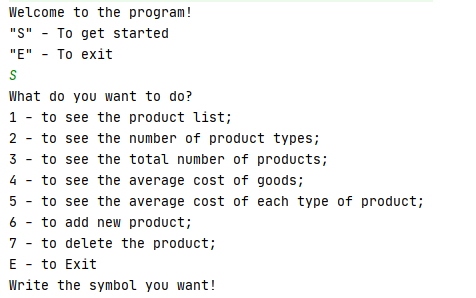 Welcome to the program!
"S" - To get started
"E" - To exit
S
What do you want to do?
1 - to see the product list;
2 - to see the number of product types;
3 - to see the total number of products;
4 - to see the average cost of goods;
5 - to see the average cost of each type of product;
6 - to add new product;
7 - to delete the product;
E - to Exit
Write the symbol you want!